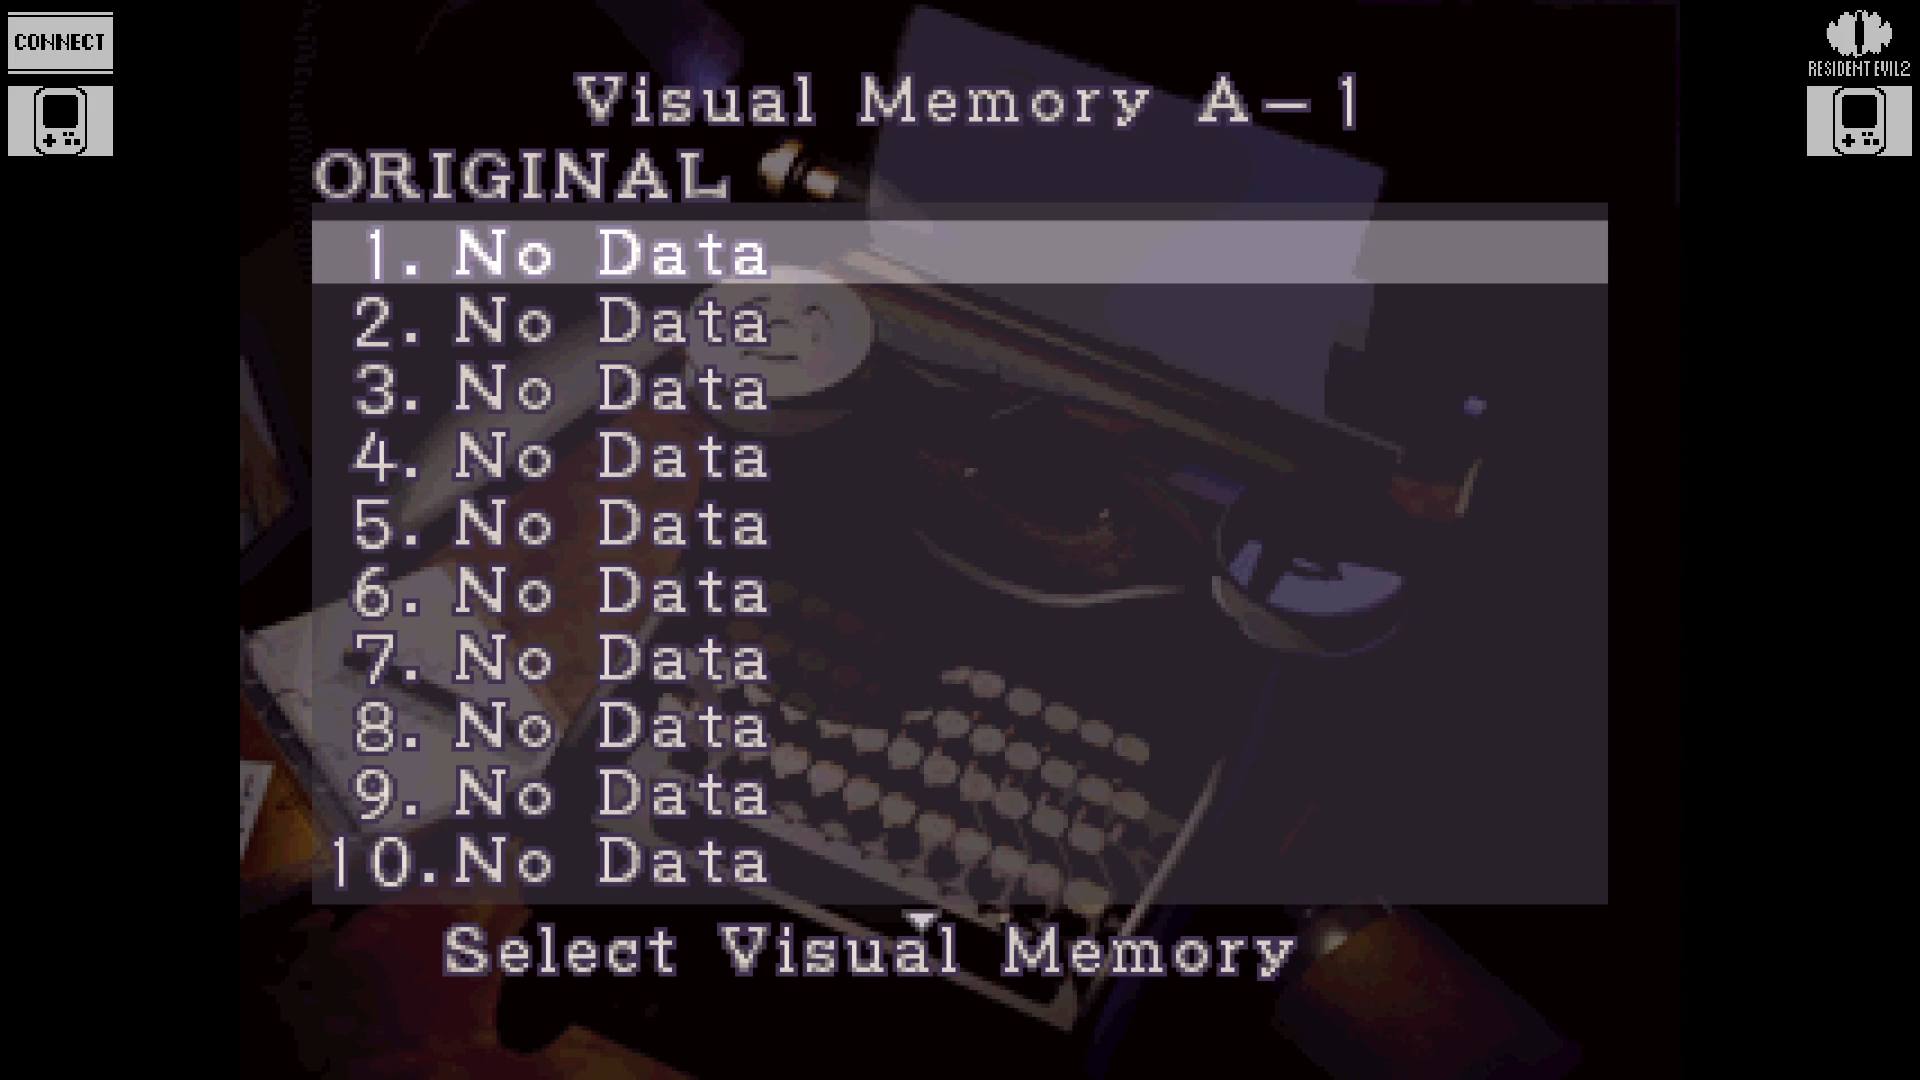 CONNECT
RESIDENT EVIL 2
Visual Memory A-1
ORIGINAL
1. No Data
2. No Data
3. No Data
4. No Data
5. No Data
6. No Data
7. No Data
8. No Data
9. No Data
10. No Data
Select Visual Memory